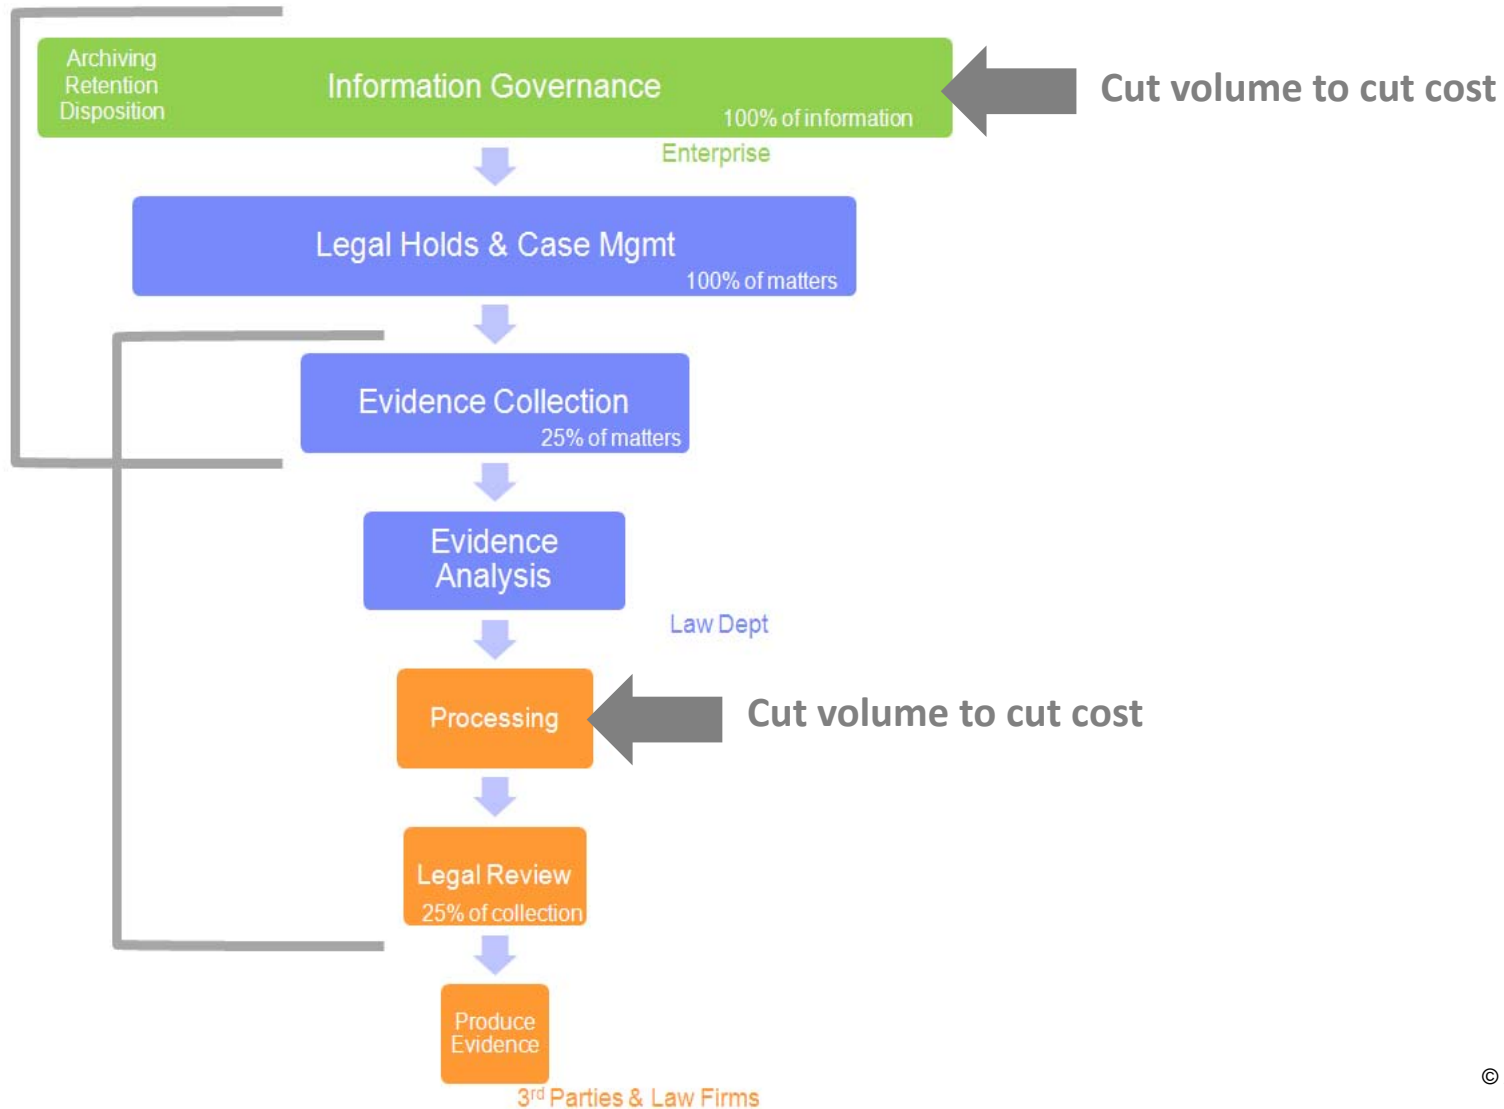 Archiving
Retention
Disposition
Information Governance
100% of information
Cut volume to cut cost
Enterprise
Legal Holds & Case Mgmt
100% of matters
Evidence Collection
25% of matters
Evidence
Analysis
Law Dept
Processing
Cut volume to cut cost
Legal Review
25% of collection
Produce
Evidence
3rd Parties & Law Firms
©